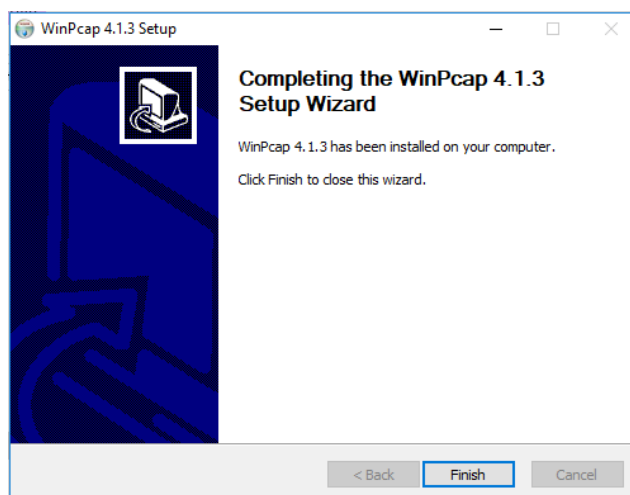 WinPcap 4.1.3 Setup
Completing the WinPcap 4.1.3
Setup Wizard
WinPcap 4.1.3 has been installed on your computer.
Click Finish to close this wizard.
< Back Finish Cancel